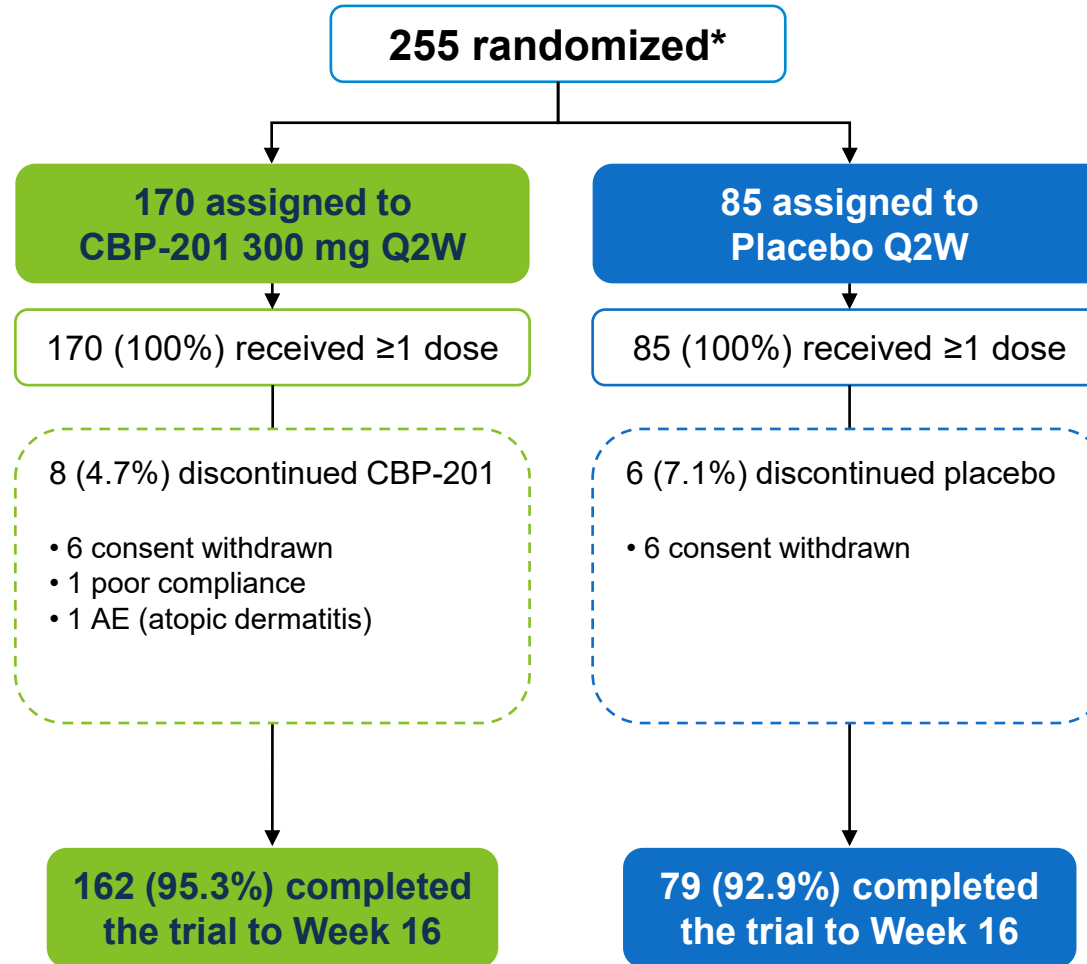 255 randomized*
170 assigned to
CBP-201 300 mg Q2W
170 (100%) received ≥1 dose
8 (4.7%) discontinued CBP-201
• 6 consent withdrawn
• 1 poor compliance
• 1 AE (atopic dermatitis)
162 (95.3%) completed
the trial to Week 16
85 assigned to
Placebo Q2W
85 (100%) received ≥1 dose
6 (7.1%) discontinued placebo
• 6 consent withdrawn
79 (92.9%) completed
the trial to Week 16